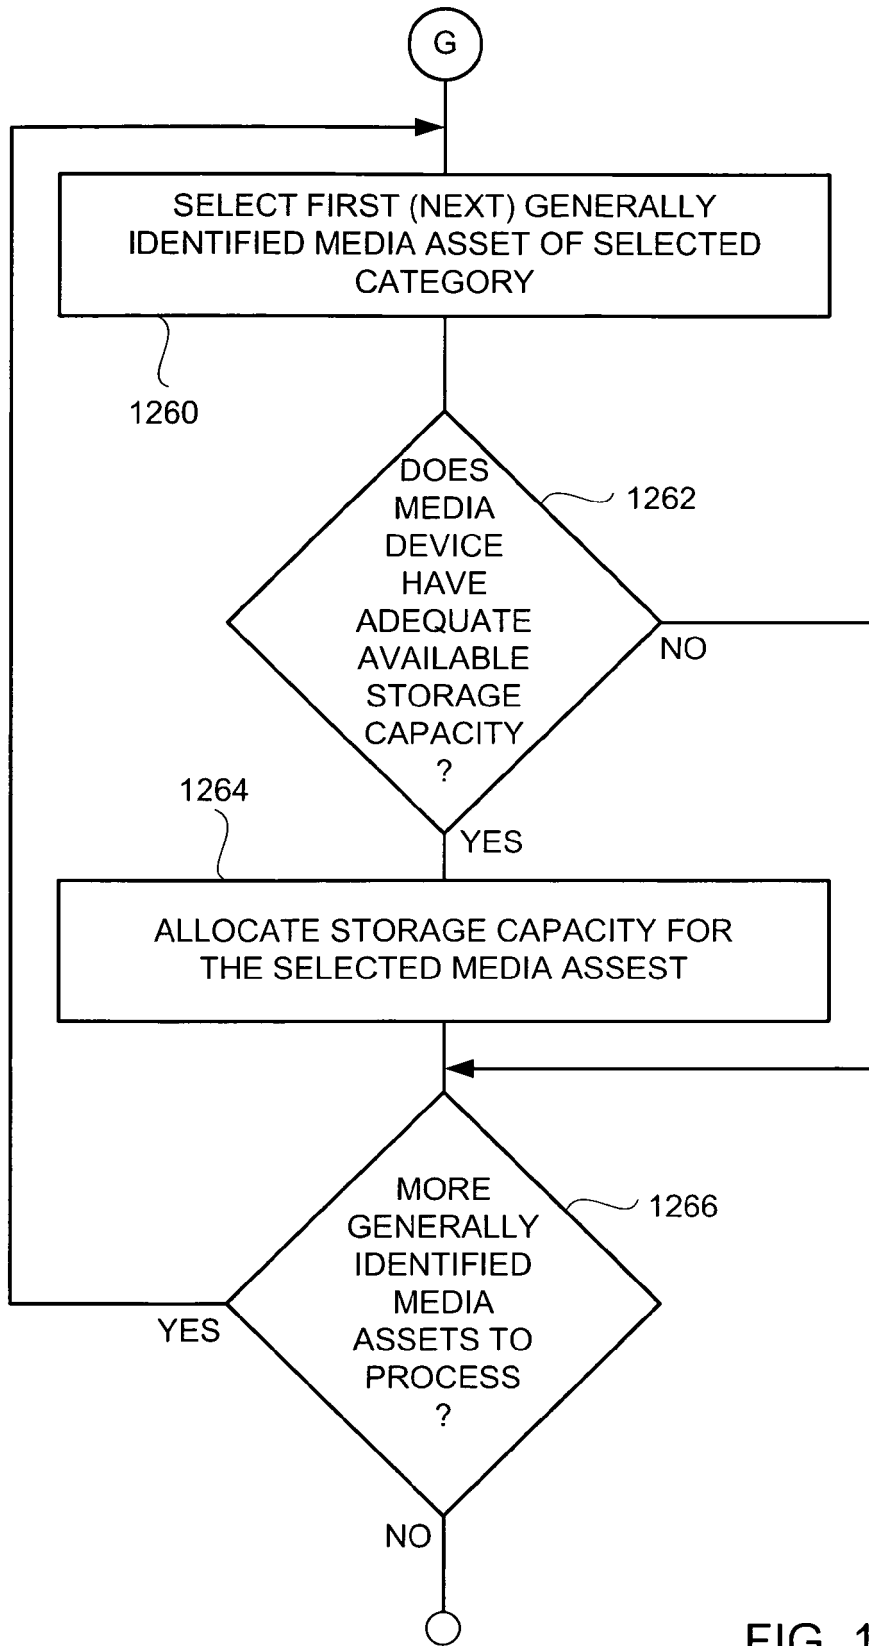 G
SELECT FIRST (NEXT) GENERALLY
IDENTIFIED MEDIA ASSET OF SELECTED
CATEGORY
1260
DOES
MEDIA
DEVICE
HAVE
ADEQUATE
AVAILABLE
STORAGE
CAPACITY
?
1262
NO
YES
1264
ALLOCATE STORAGE CAPACITY FOR
THE SELECTED MEDIA ASSEST
MORE
GENERALLY
IDENTIFIED
MEDIA
ASSETS TO
PROCESS
?
1266
YES
NO
FIG. 1